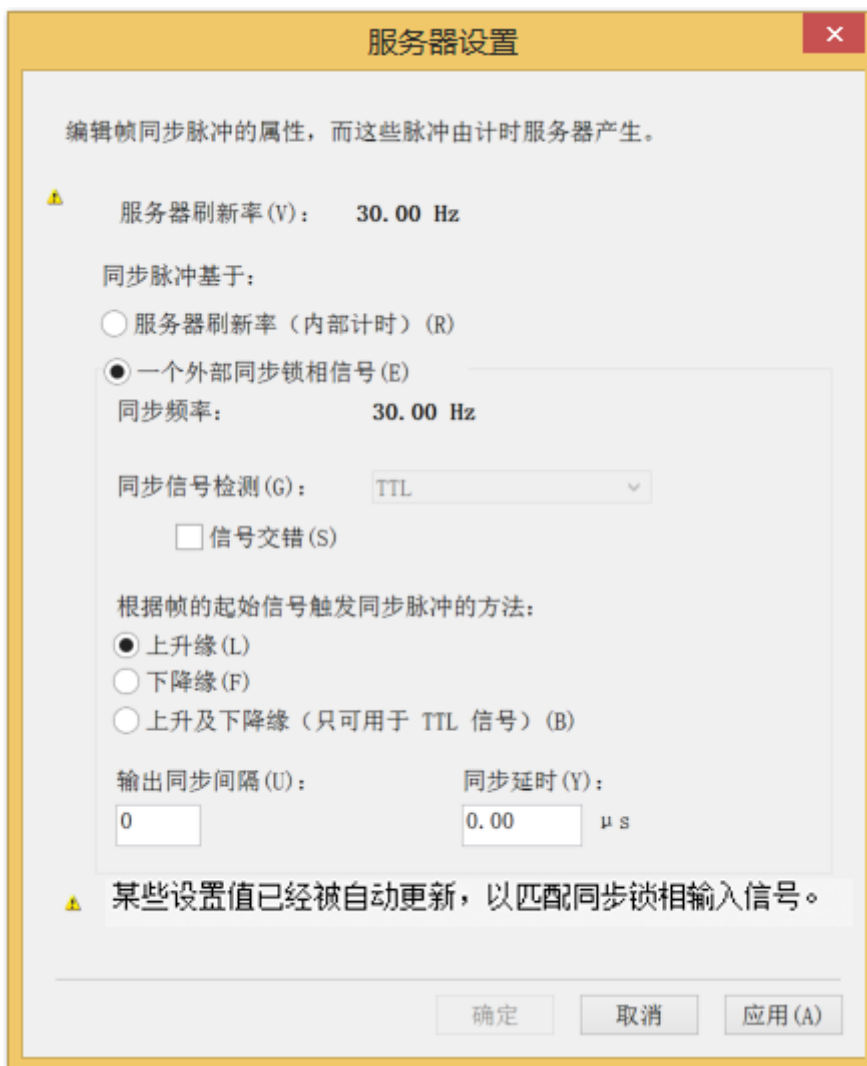 服务器设置
编辑帧同步脉冲的属性，而这些脉冲由计时服务器产生。
服务器刷新率(V)： 30.00 Hz
同步脉冲基于：
服务器刷新率（内部计时）(R)
一个外部同步锁相信号(E)
同步频率： 30.00 Hz
同步信号检测(G)： TTL
信号交错(S)
根据帧的起始信号触发同步脉冲的方法：
上升缘(L)
下降缘(F)
上升及下降缘（只可用于 TTL 信号）(B)
输出同步间隔(U)： 同步延时(Y)：
0 0.00 μs
某些设置值已经被自动更新，以匹配同步锁相输入信号。
确定 取消 应用(A)